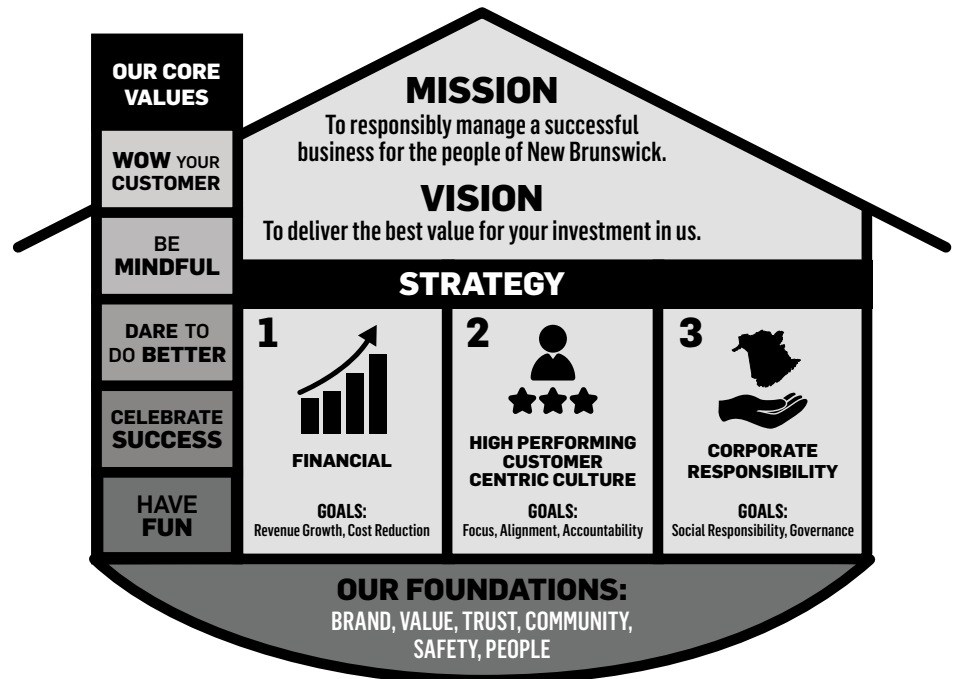 OUR CORE
VALUES
WOW YOUR
CUSTOMER
BE
MINDFUL
DARE TO
DO BETTER
CELEBRATE
SUCCESS
HAVE
FUN
MISSION
To responsibly manage a successful
business for the people of New Brunswick.
VISION
To deliver the best value for your investment in us.
STRATEGY
1
FINANCIAL
GOALS:
Revenue Growth, Cost Reduction
2
HIGH PERFORMING
CUSTOMER
CENTRIC CULTURE
GOALS:
Focus, Alignment, Accountability
3
CORPORATE
RESPONSIBILITY
GOALS:
Social Responsibility, Governance
OUR FOUNDATIONS:
BRAND, VALUE, TRUST, COMMUNITY,
SAFETY, PEOPLE